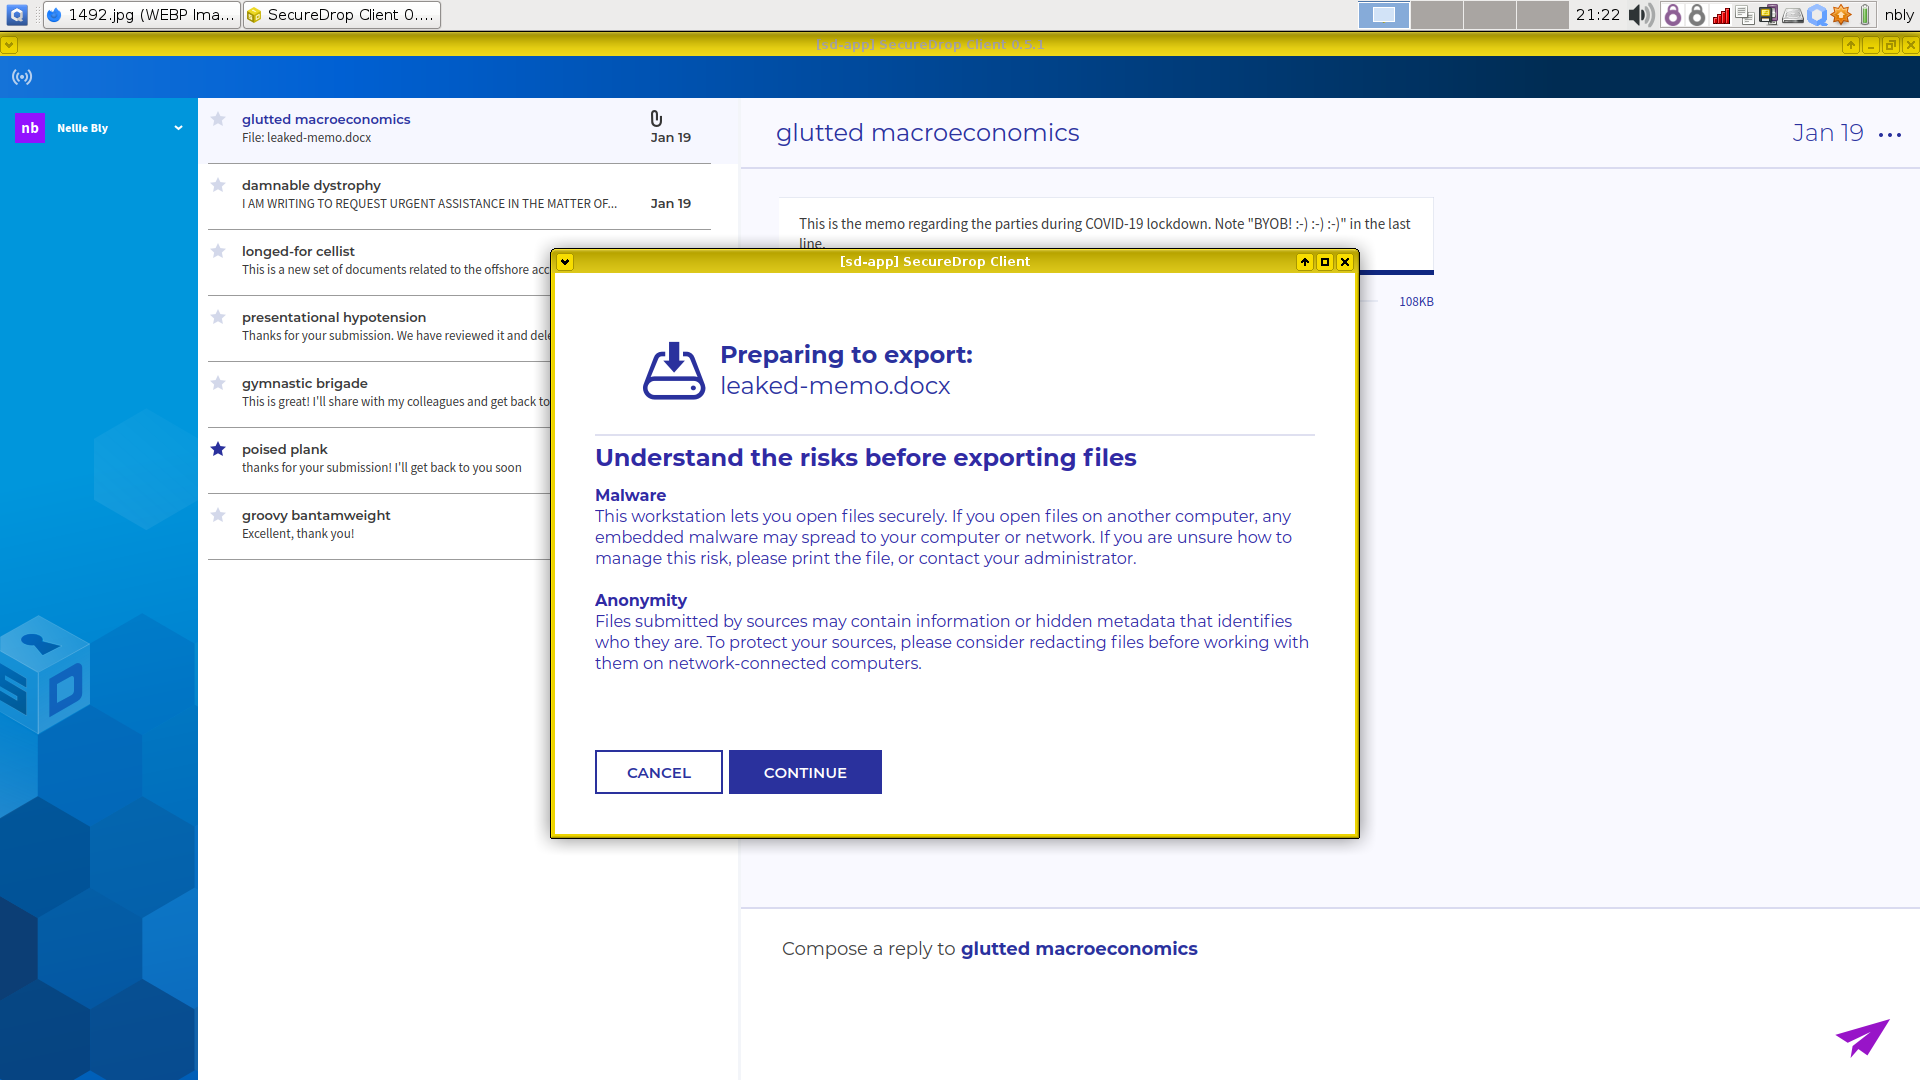 1492.jpg (WEBP Ima...
SecureDrop Client 0....
21:22
nbly
[sd-app] SecureDrop Client 0.5.1
nb
Nellie Bly
glutted macroeconomics
File: leaked-memo.docx
Jan 19
damnable dystrophy
I AM WRITING TO REQUEST URGENT ASSISTANCE IN THE MATTER OF...
Jan 19
longed-for cellist
This is a new set of documents related to the offshore acc
presentational hypotension
Thanks for your submission. We have reviewed it and dele
gymnastic brigade
This is great! I'll share with my colleagues and get back to
poised plank
thanks for your submission! I'll get back to you soon
groovy bantamweight
Excellent, thank you!
SD
glutted macroeconomics
Jan 19
This is the memo regarding the parties during COVID-19 lockdown. Note "BYOB! :-) :-) :-)" in the last
line.
108KB
[sd-app] SecureDrop Client
Preparing to export:
leaked-memo.docx
Understand the risks before exporting files
Malware
This workstation lets you open files securely. If you open files on another computer, any
embedded malware may spread to your computer or network. If you are unsure how to
manage this risk, please print the file, or contact your administrator.
Anonymity
Files submitted by sources may contain information or hidden metadata that identifies
who they are. To protect your sources, please consider redacting files before working with
them on network-connected computers.
CANCEL
CONTINUE
Compose a reply to glutted macroeconomics